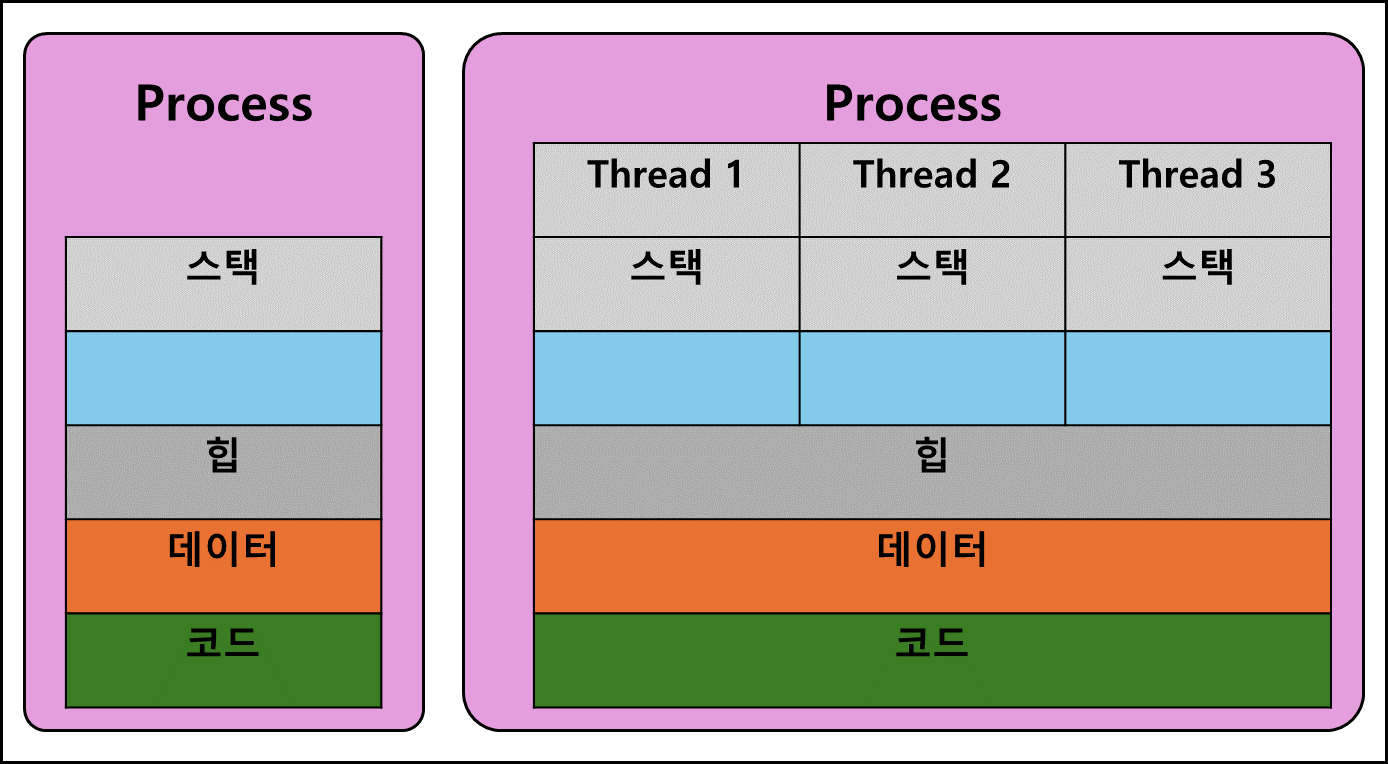 Process
스택
힙
데이터
코드
Process
Thread 1 Thread 2 Thread 3
스택 스택 스택
힙
데이터
코드